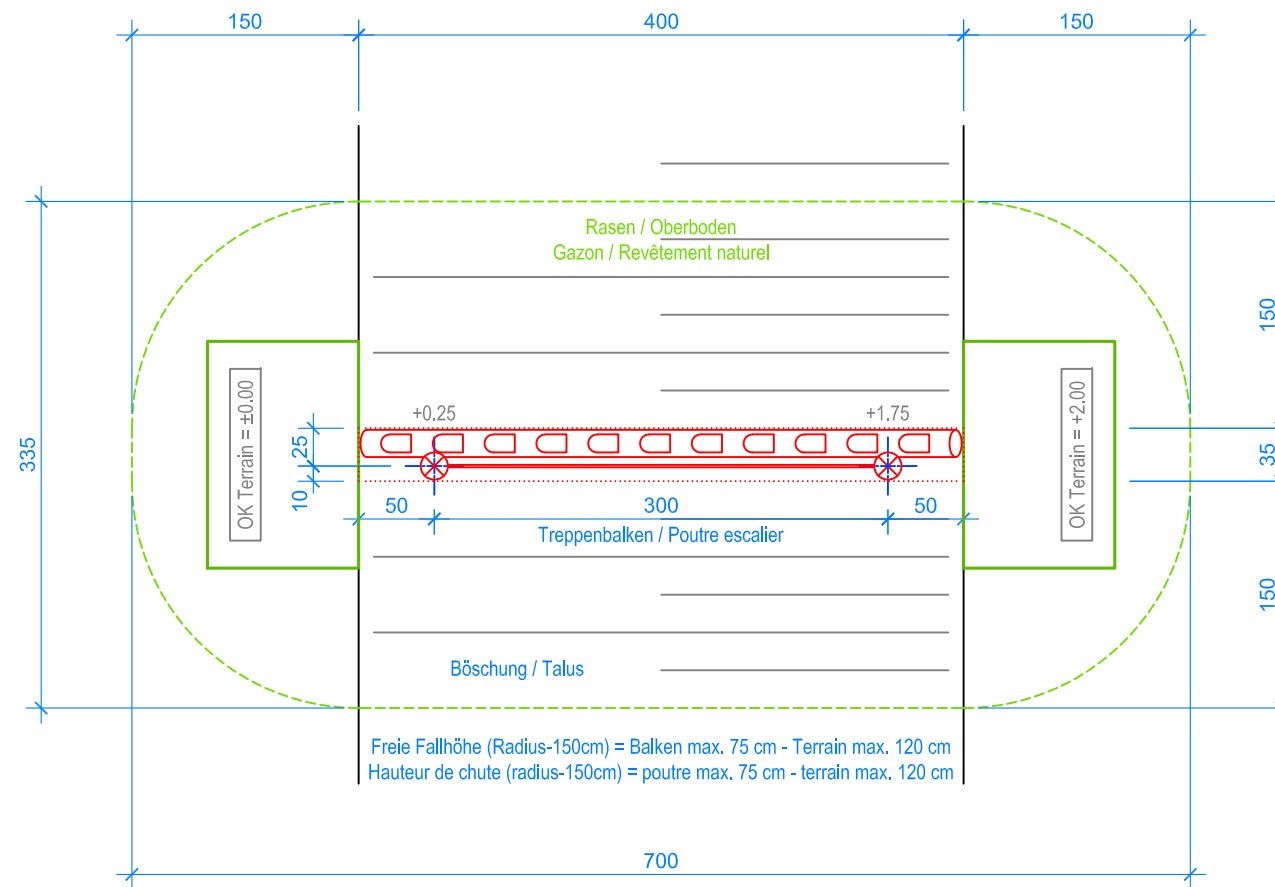 150
400
150
Rasen / Oberboden
Gazon / Revêtement naturel
150
OK Terrain = ±0.00
OK Terrain = +2.00
+0.25
+1.75
335
25
35
10
50
300
50
Treppenbalken / Poutre escalier
150
Böschung / Talus
Freie Fallhöhe (Radius-150cm) = Balken max. 75 cm - Terrain max. 120 cm
Hauteur de chute (radius-150cm) = poutre max. 75 cm - terrain max. 120 cm
700